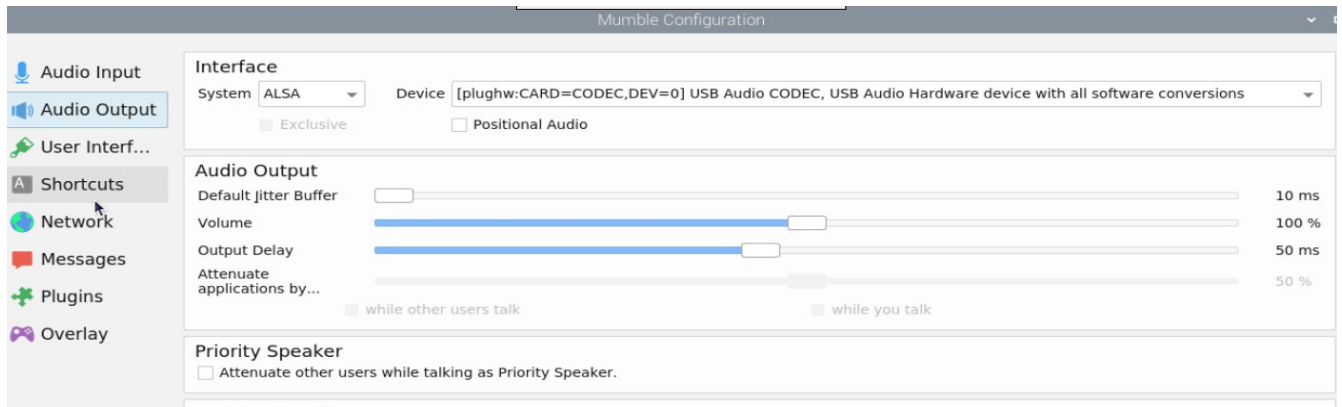 Mumble Configuration
Audio Input
Audio Output
User Interf...
Shortcuts
Network
Messages
Plugins
Overlay
Interface
System ALSA Device [plughw:CARD=CODEC,DEV=0] USB Audio CODEC, USB Audio Hardware device with all software conversions
Exclusive Positional Audio
Audio Output
Default Jitter Buffer 10 ms
Volume 100 %
Output Delay 50 ms
Attenuate
applications by... 50 %
while other users talk while you talk
Priority Speaker
Attenuate other users while talking as Priority Speaker.